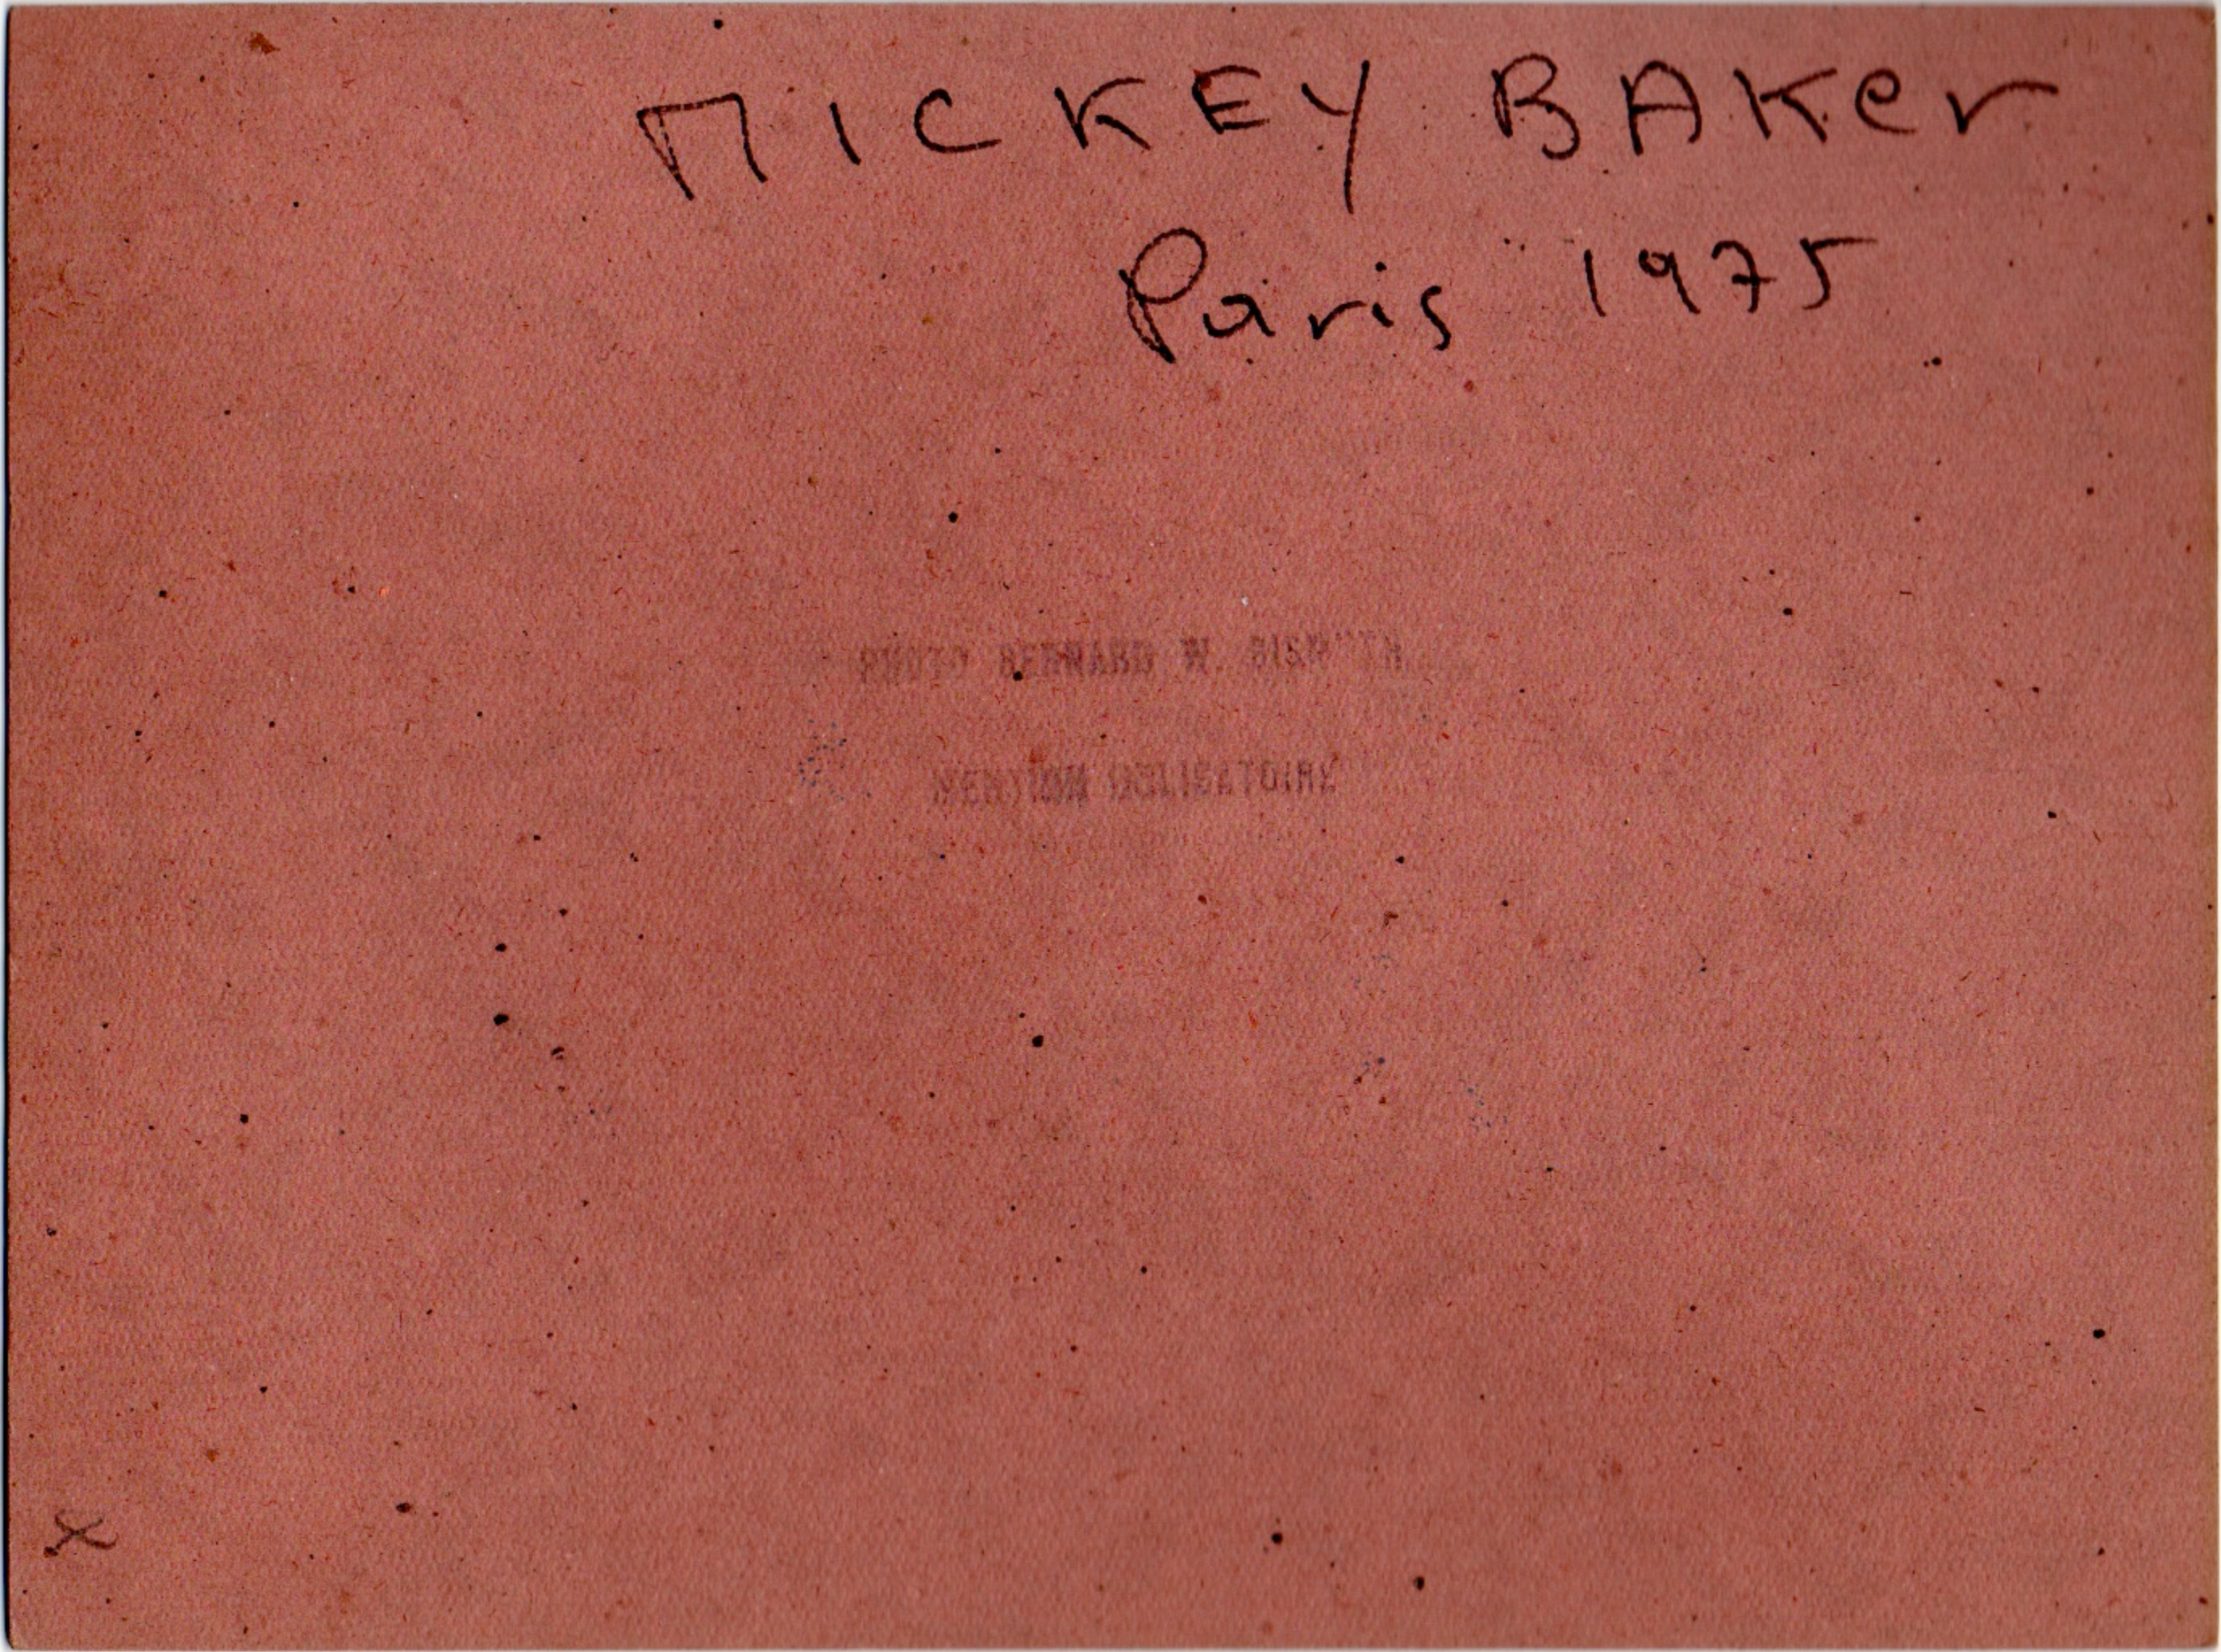 MICKEY BAKer
Paris 1975
PHOTO BERNARD W.
MENTION OBLIGATOIRE
x